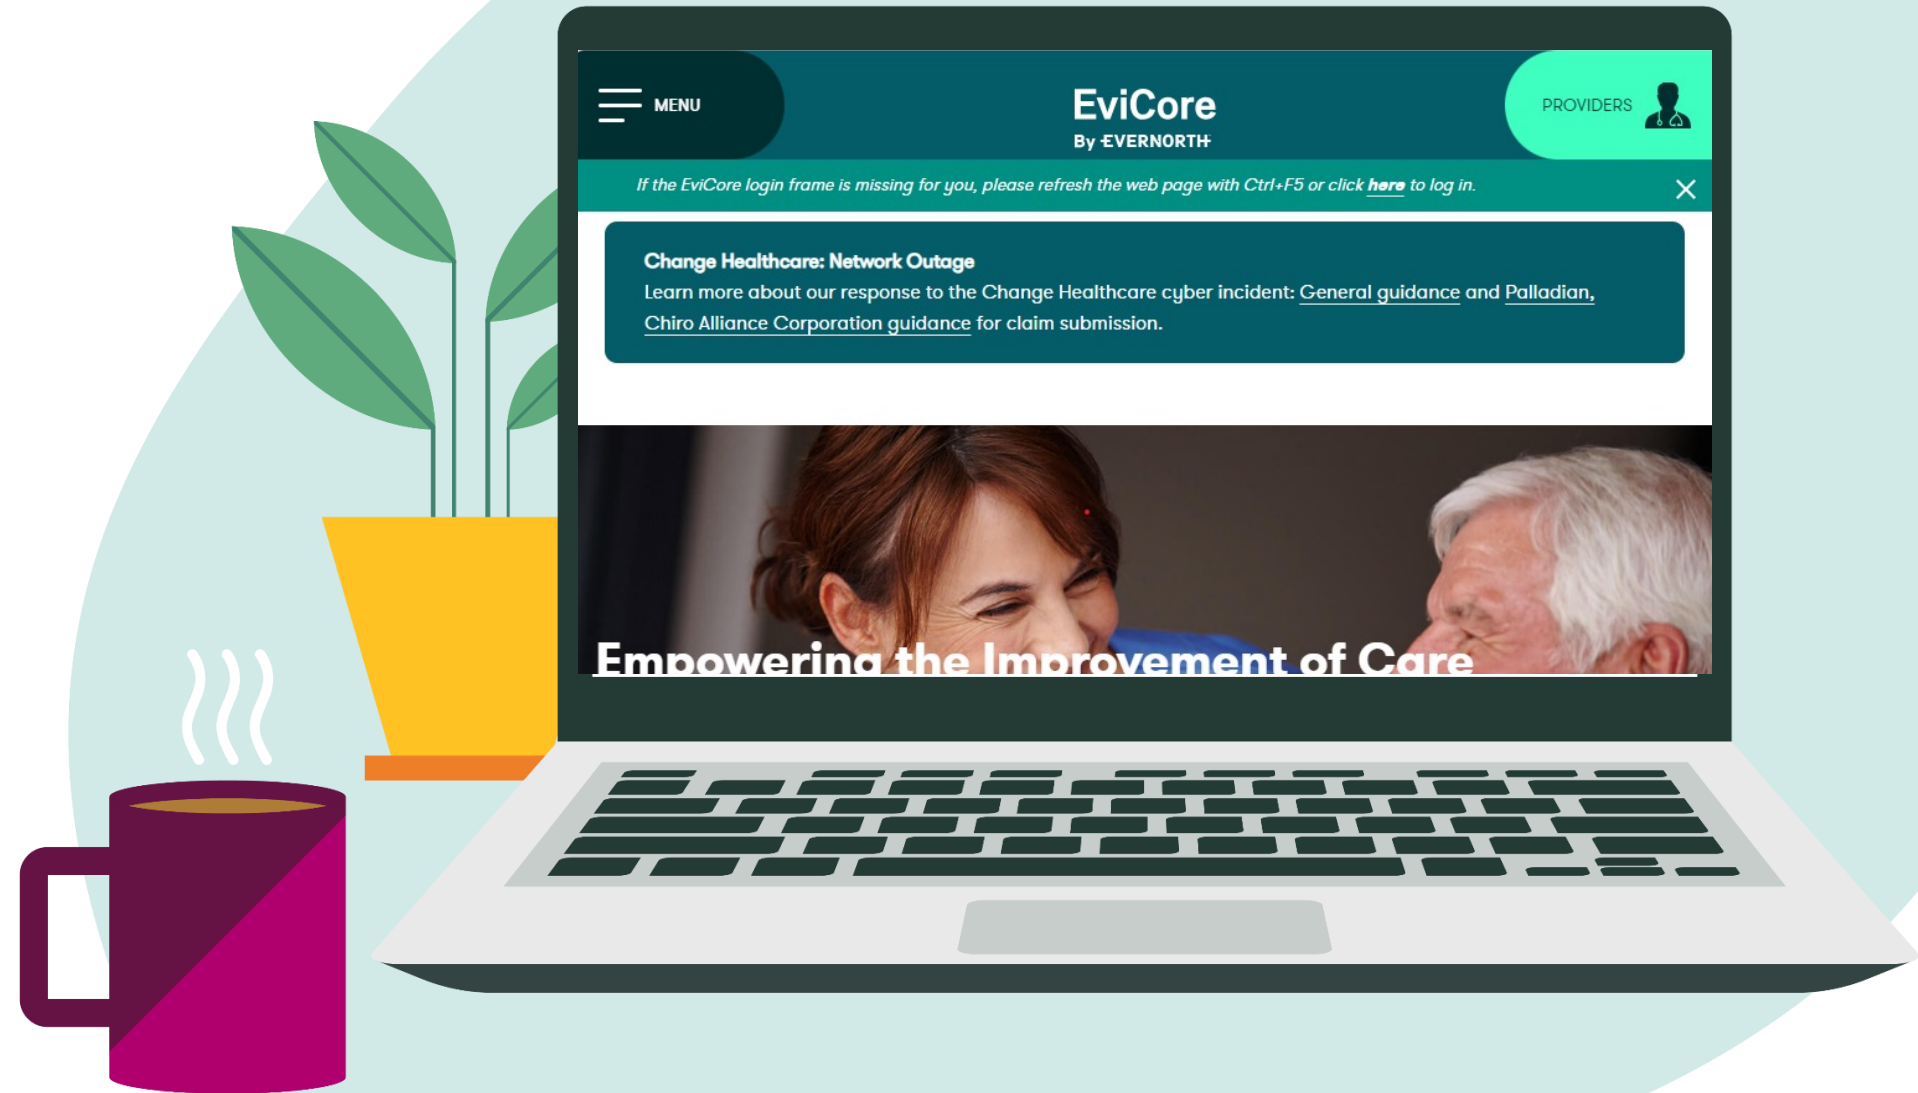 MENU
EviCore
By EVERNORTH
PROVIDERS
If the EviCore login frame is missing for you, please refresh the web page with Ctrl+F5 or click here to log in.
Change Healthcare: Network Outage
Learn more about our response to the Change Healthcare cyber incident: General guidance and Palladian,
Chiro Alliance Corporation guidance for claim submission.
Empowering the Improvement of Care